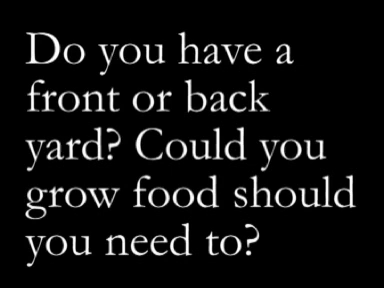 Do you have a
front or back
yard? Could you
grow food should
you need to?